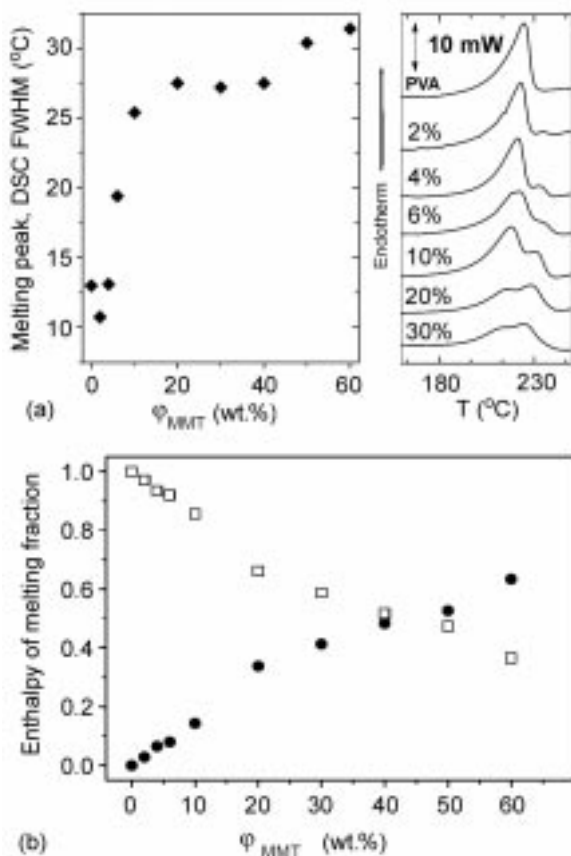 Melting peak, DSC FWHM (°C)
30
25
20
15
10
0 20 40 60
φMMT (wt.%)
(a)
10 mW
PVA
2%
4%
6%
10%
20%
30%
Endotherm
180 230
T (°C)
Enthalpy of melting fraction
1.0
0.8
0.6
0.4
0.2
0.0
0 10 20 30 40 50 60
φMMT (wt.%)
(b)